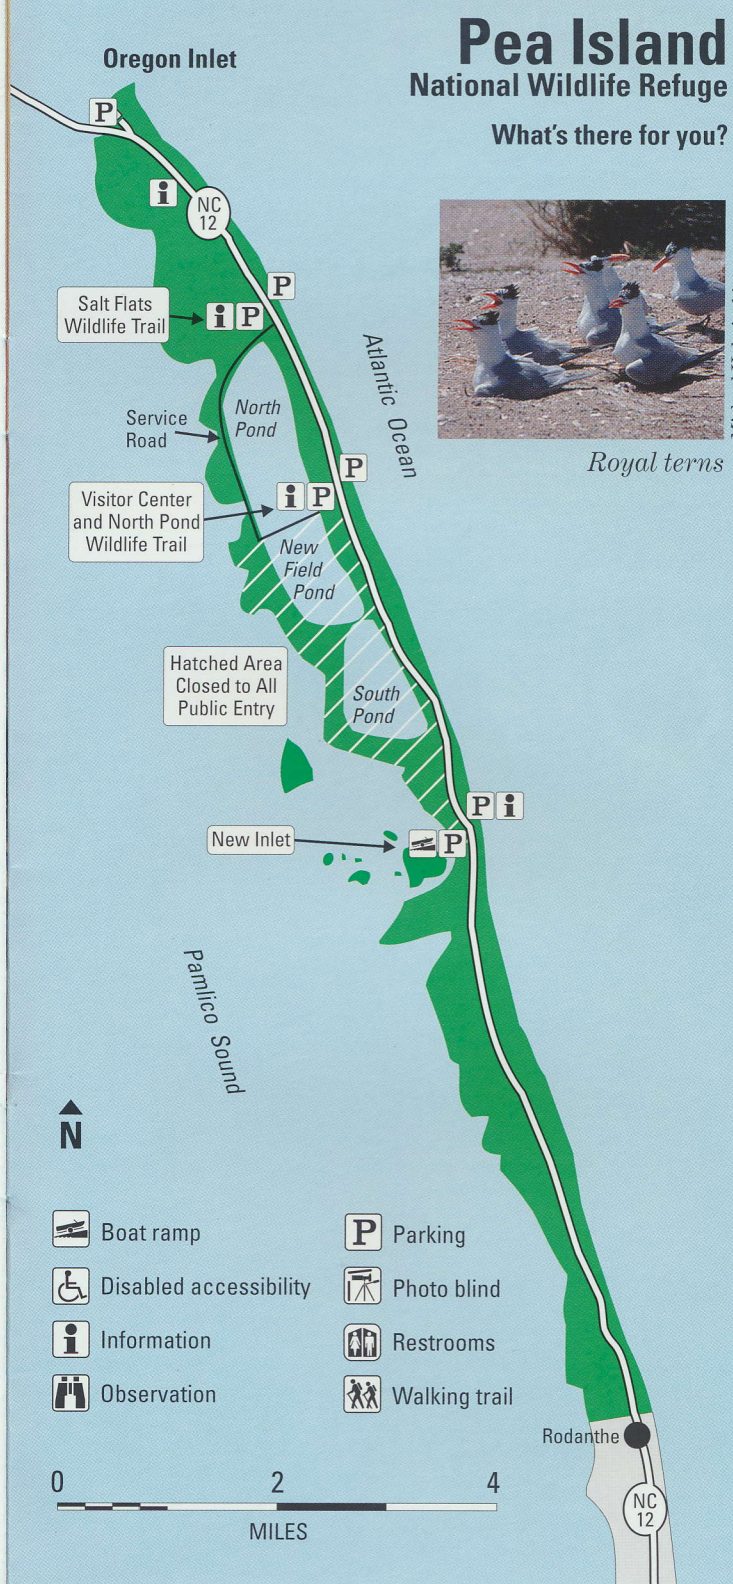 Pea Island
National Wildlife Refuge
What's there for you?
Oregon Inlet
P
i
NC
12
P
Salt Flats
Wildlife Trail
i P
Atlantic Ocean
North
Pond
Service
Road
Royal terns
P
Visitor Center
and North Pond
Wildlife Trail
i P
New
Field
Pond
Hatched Area
Closed to All
Public Entry
South
Pond
P i
New Inlet
P
Pamlico Sound
N
Boat ramp
Disabled accessibility
i Information
Observation
P Parking
Photo blind
Restrooms
Walking trail
Rodanthe
0 2 4
MILES
NC
12